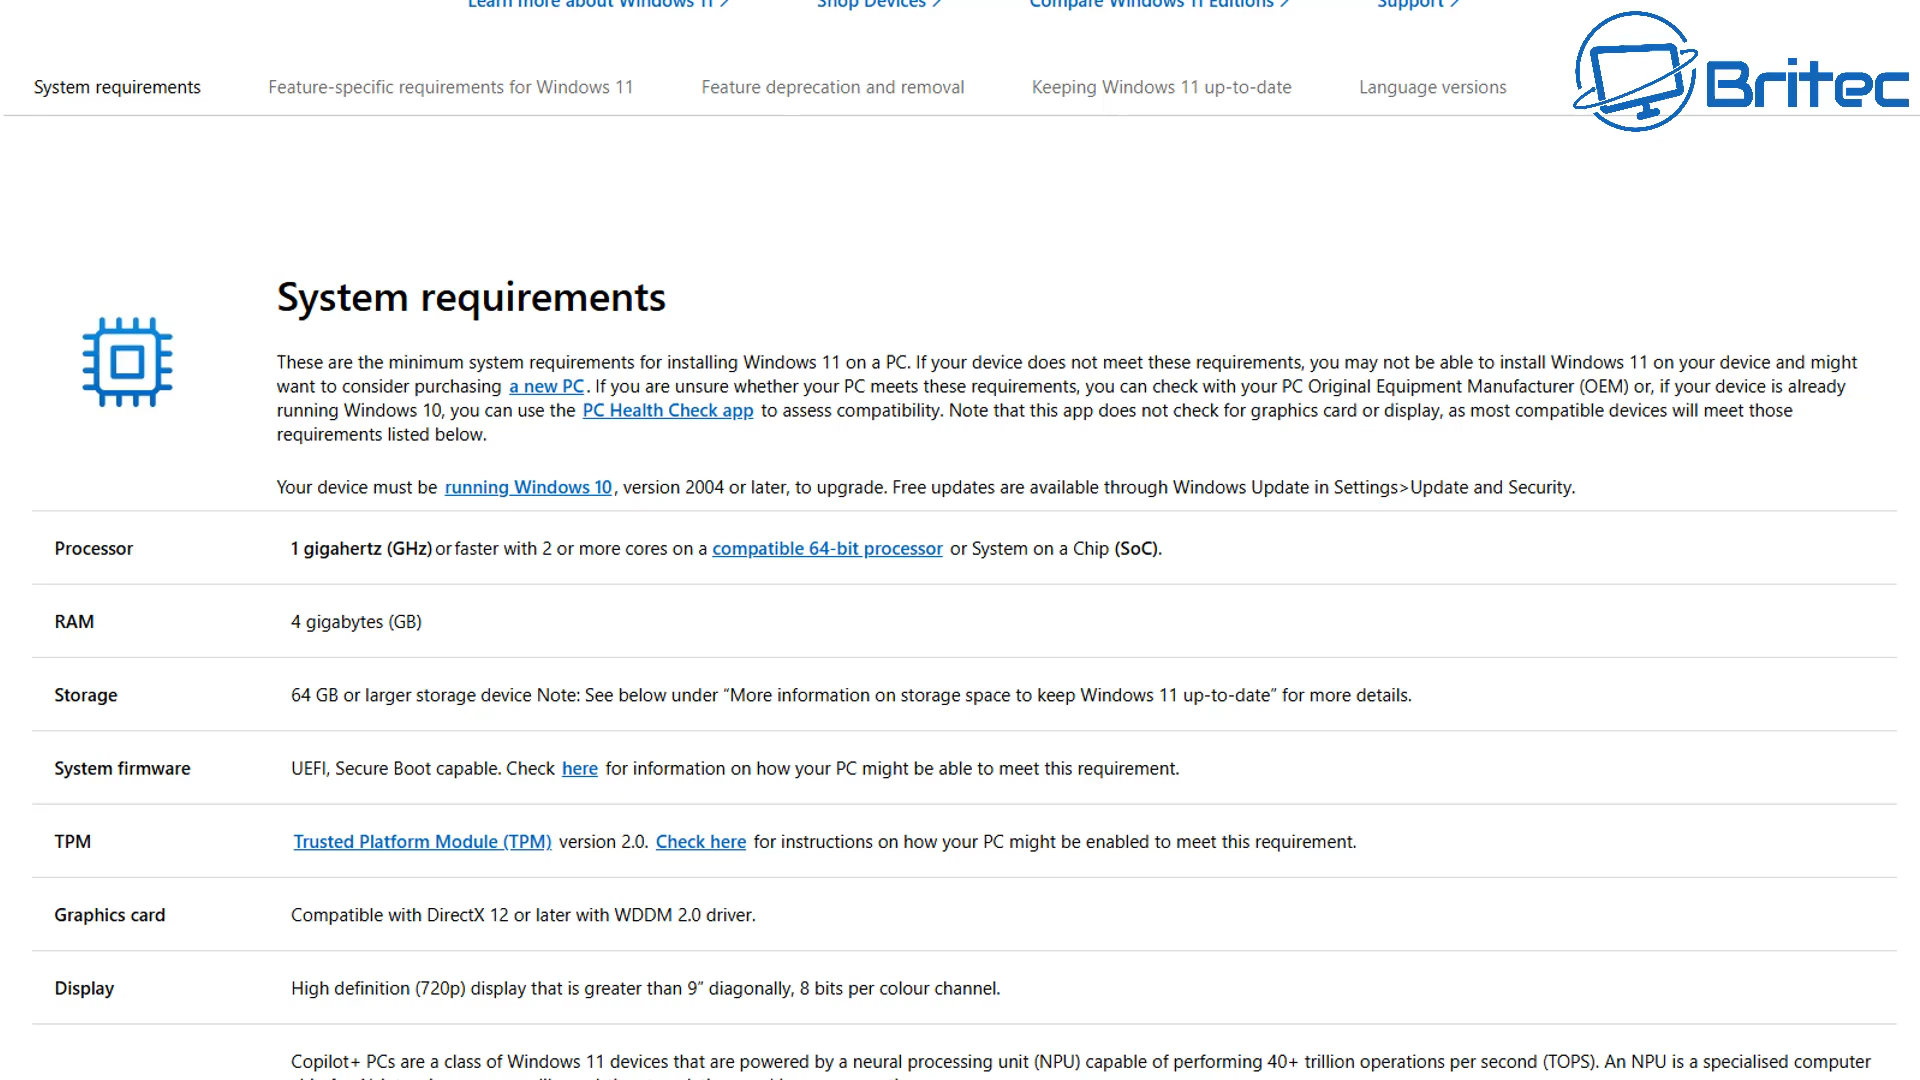 Learn more about Windows 11 Shop Devices Compare Windows 11 Editions Support
System requirements Feature-specific requirements for Windows 11 Feature deprecation and removal Keeping Windows 11 up-to-date Language versions
Britec
System requirements
These are the minimum system requirements for installing Windows 11 on a PC. If your device does not meet these requirements, you may not be able to install Windows 11 on your device and might
want to consider purchasing a new PC. If you are unsure whether your PC meets these requirements, you can check with your PC Original Equipment Manufacturer (OEM) or, if your device is already
running Windows 10, you can use the PC Health Check app to assess compatibility. Note that this app does not check for graphics card or display, as most compatible devices will meet those
requirements listed below.
Your device must be running Windows 10, version 2004 or later, to upgrade. Free updates are available through Windows Update in Settings>Update and Security.
Processor 1 gigahertz (GHz) or faster with 2 or more cores on a compatible 64-bit processor or System on a Chip (SoC).
RAM 4 gigabytes (GB)
Storage 64 GB or larger storage device Note: See below under “More information on storage space to keep Windows 11 up-to-date” for more details.
System firmware UEFI, Secure Boot capable. Check here for information on how your PC might be able to meet this requirement.
TPM Trusted Platform Module (TPM) version 2.0. Check here for instructions on how your PC might be enabled to meet this requirement.
Graphics card Compatible with DirectX 12 or later with WDDM 2.0 driver.
Display High definition (720p) display that is greater than 9” diagonally, 8 bits per colour channel.
Copilot+ PCs are a class of Windows 11 devices that are powered by a neural processing unit (NPU) capable of performing 40+ trillion operations per second (TOPS). An NPU is a specialised computer